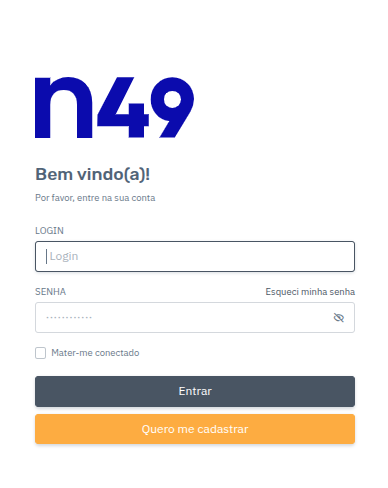 n49
Bem vindo(a)!
Por favor, entre na sua conta
LOGIN
Login
SENHA Esqueci minha senha
············
Mater-me conectado
Entrar
Quero me cadastrar